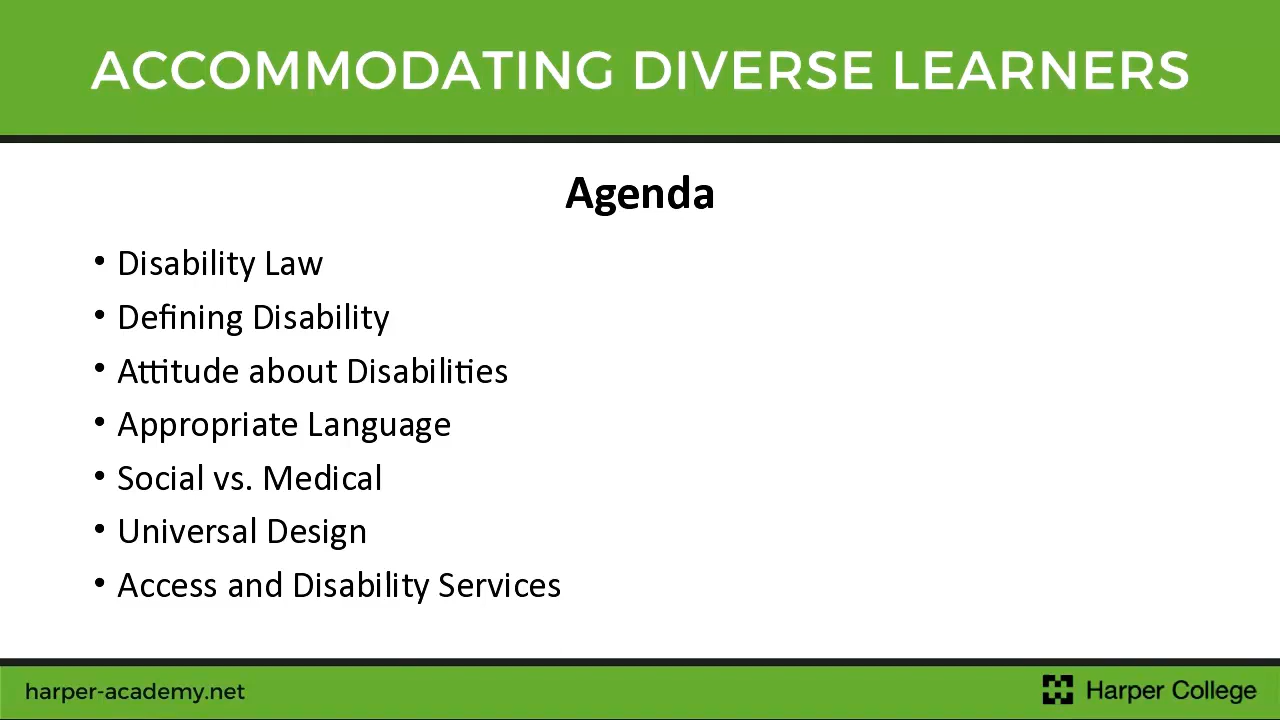 ACCOMMODATING DIVERSE LEARNERS
Agenda
• Disability Law
• Defining Disability
• Attitude about Disabilities
• Appropriate Language
• Social vs. Medical
• Universal Design
• Access and Disability Services
harper-academy.net
Harper College